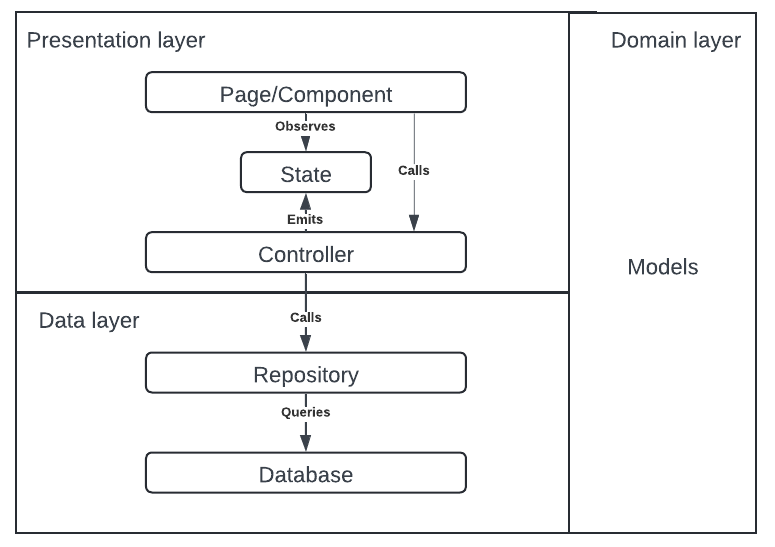 Presentation layer
Domain layer
Page/Component
Observes
Calls
State
Emits
Controller
Models
Data layer
Calls
Repository
Queries
Database